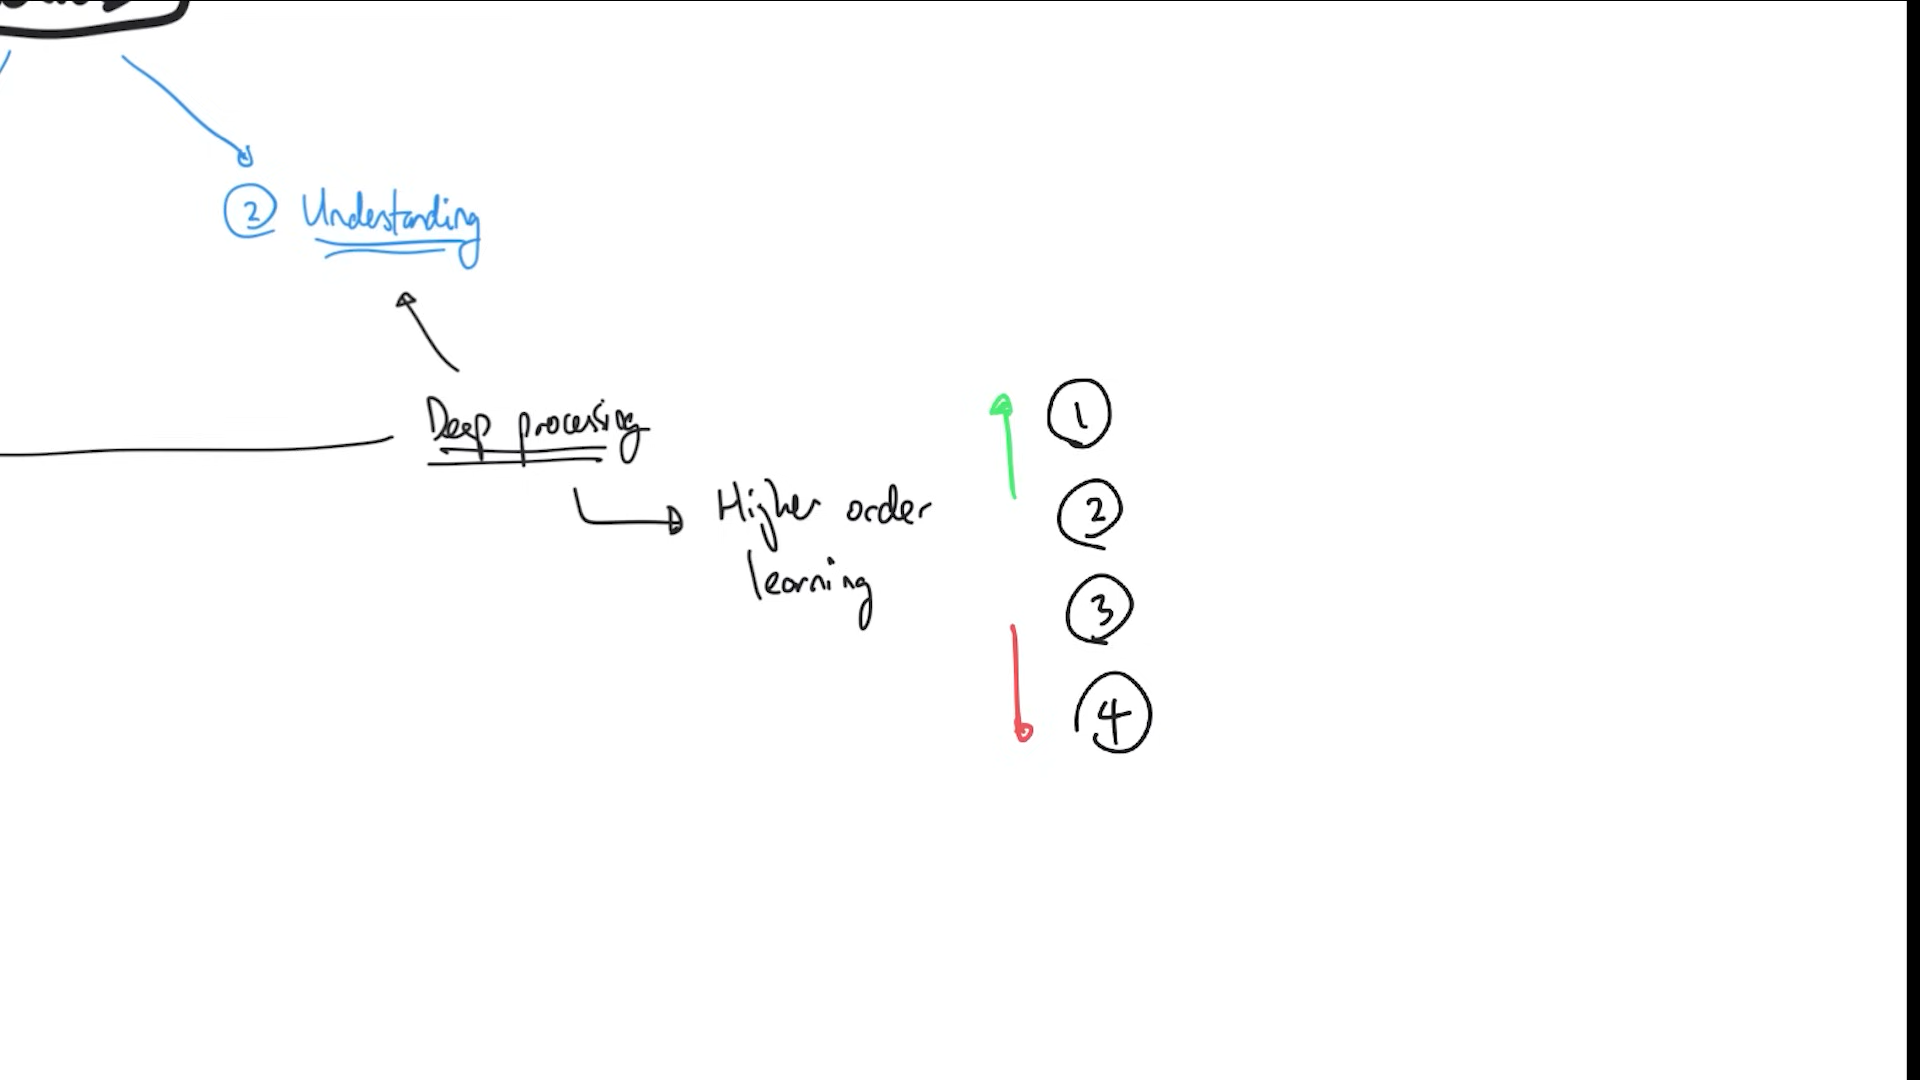 ② Understanding
Deep processing
Higher order
learning
①
②
③
④